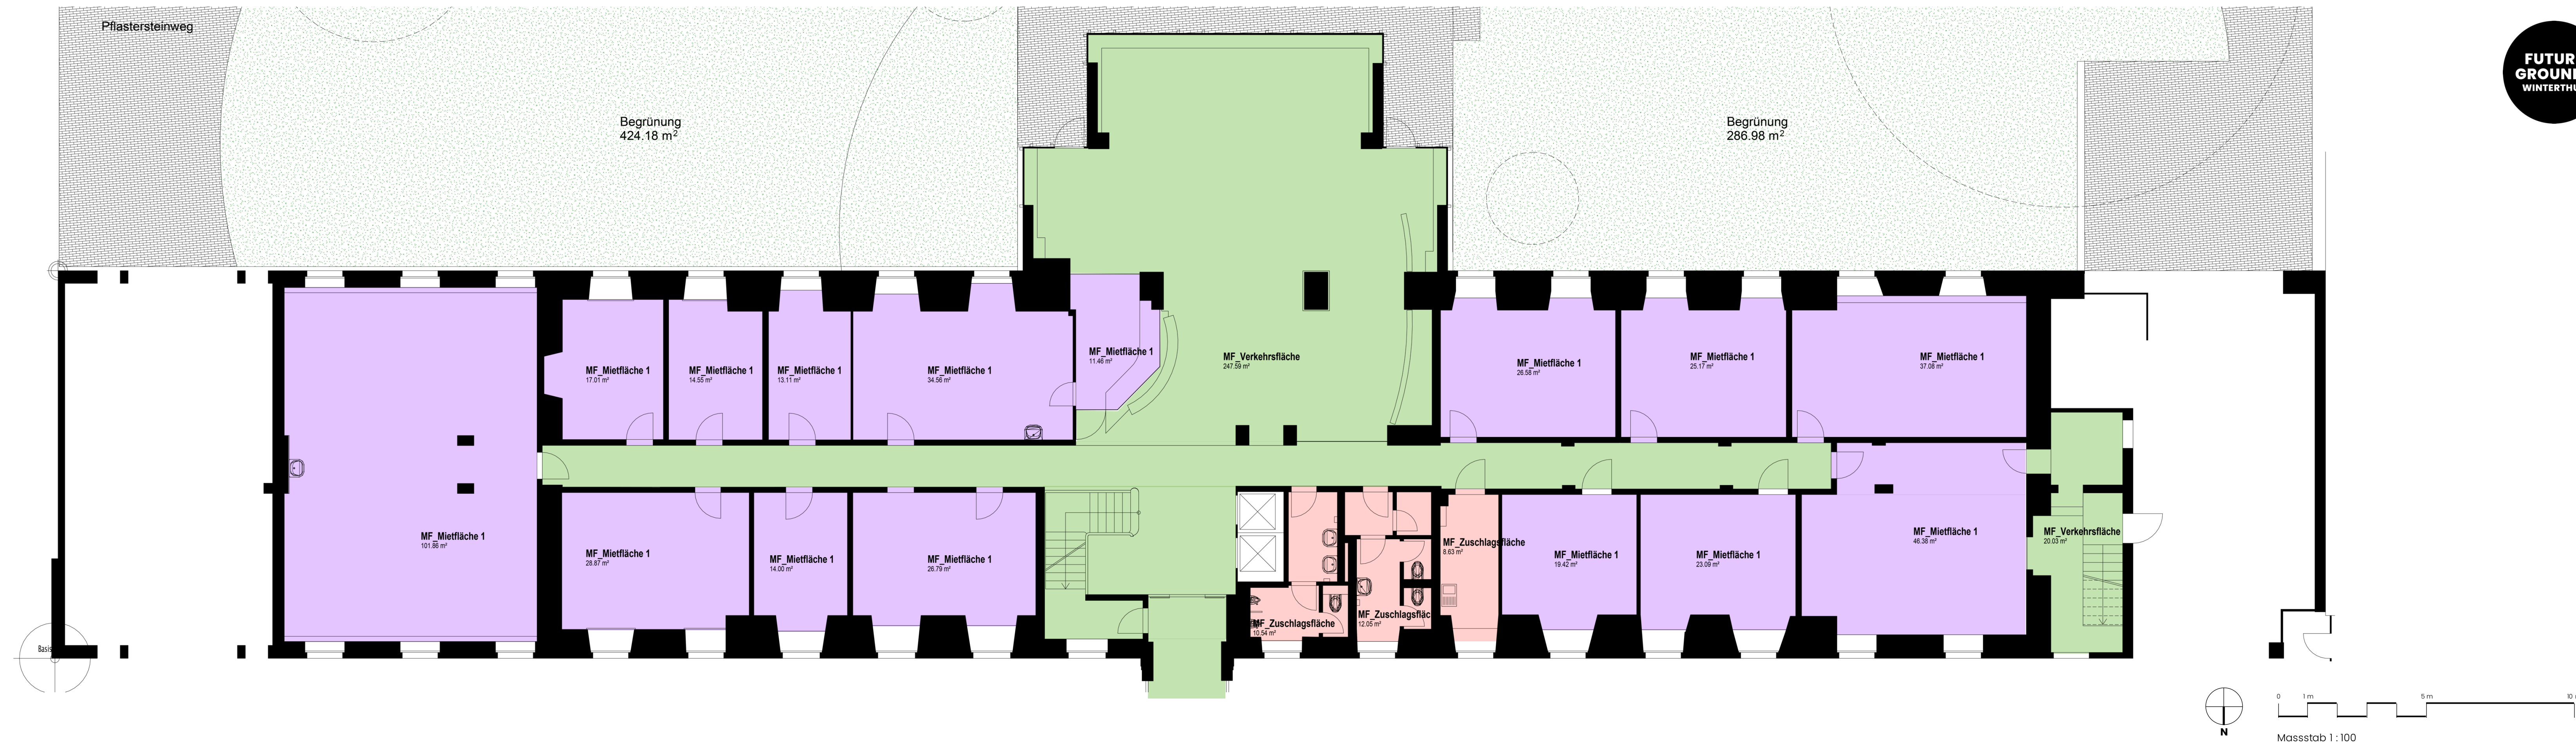 Pflastersteinweg
FUTUR
GROUN
WINTERTHU
Begrünung
424.18 m²
Begrünung
286.98 m²
MF_Mietfläche 1
11.46 m²
MF_Verkehrsfläche
247.59 m²
MF_Mietfläche 1
17.01 m²
MF_Mietfläche 1
14.55 m²
MF_Mietfläche 1
13.11 m²
MF_Mietfläche 1
34.56 m²
MF_Mietfläche 1
26.58 m²
MF_Mietfläche 1
25.17 m²
MF_Mietfläche 1
37.08 m²
MF_Mietfläche 1
101.86 m²
MF_Mietfläche 1
28.87 m²
MF_Mietfläche 1
14.00 m²
MF_Mietfläche 1
26.79 m²
MF_Zuschlagsfläche
8.63 m²
MF_Mietfläche 1
19.42 m²
MF_Mietfläche 1
23.09 m²
MF_Mietfläche 1
46.38 m²
MF_Verkehrsfläche
20.03 m²
MF_Zuschlagsfläche
10.54 m²
MF_Zuschlagsfläc
12.05 m²
Basis
N
0 1 m 5 m 10
Massstab 1 : 100